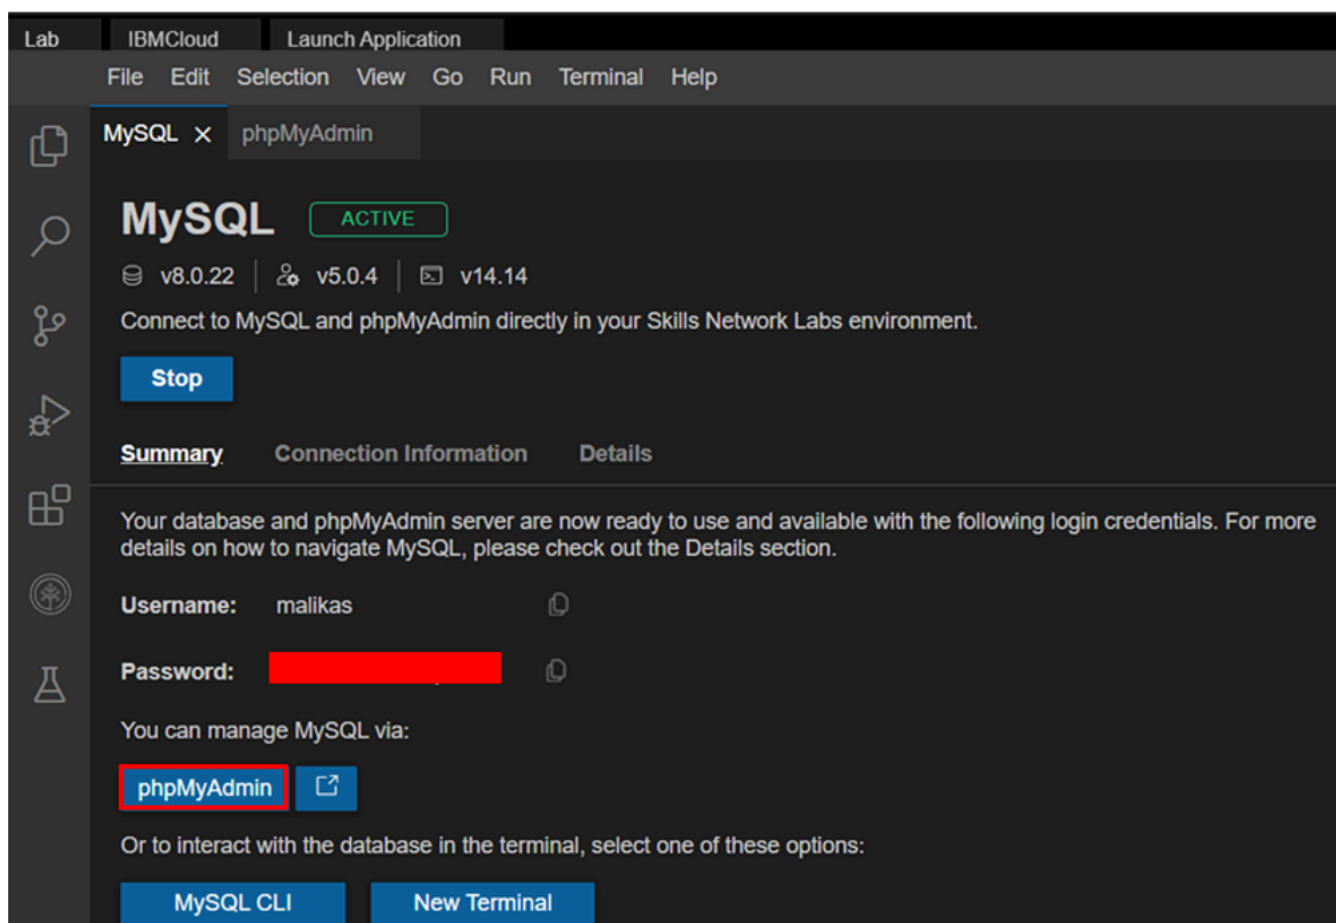 Lab IBMCloud Launch Application
File Edit Selection View Go Run Terminal Help
MySQL × phpMyAdmin
MySQL ACTIVE
v8.0.22 v5.0.4 v14.14
Connect to MySQL and phpMyAdmin directly in your Skills Network Labs environment.
Stop
Summary Connection Information Details
Your database and phpMyAdmin server are now ready to use and available with the following login credentials. For more
details on how to navigate MySQL, please check out the Details section.
Username: malikas
Password:
You can manage MySQL via:
phpMyAdmin
Or to interact with the database in the terminal, select one of these options:
MySQL CLI New Terminal